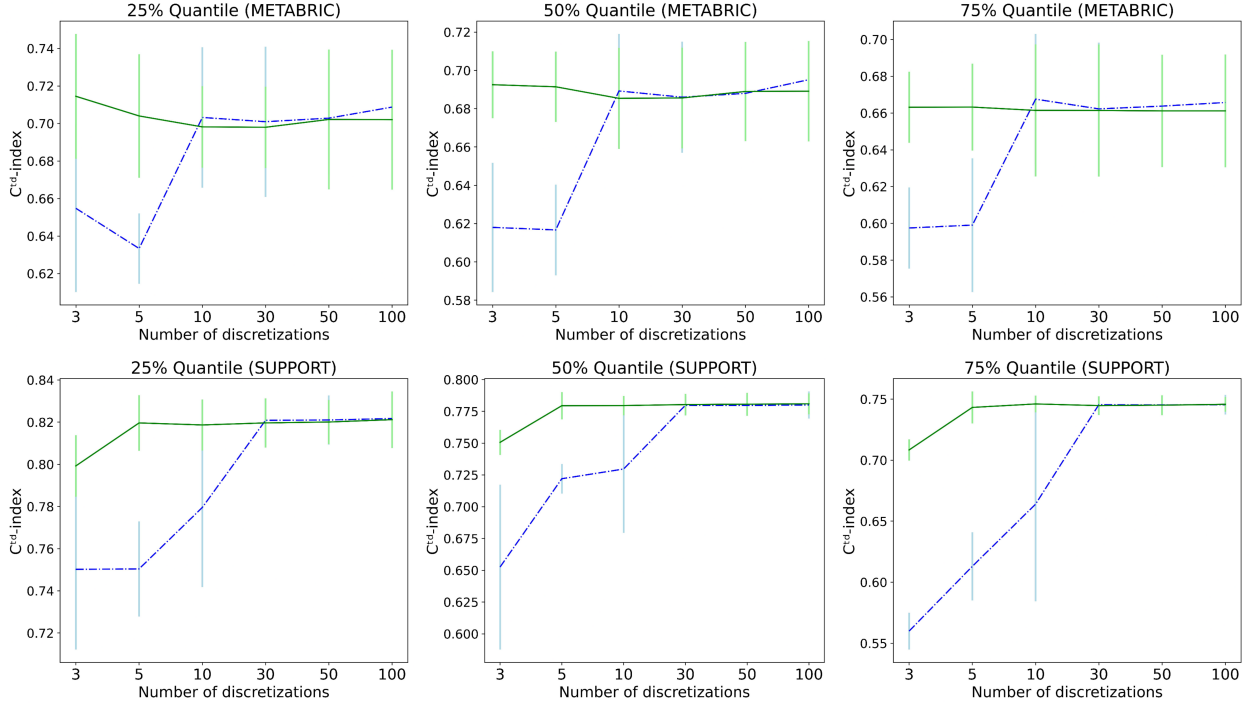 25% Quantile (METABRIC)
C^td-index
0.74
0.72
0.70
0.68
0.66
0.64
0.62
3 5 10 30 50 100
Number of discretizations
50% Quantile (METABRIC)
C^td-index
0.72
0.70
0.68
0.66
0.64
0.62
0.60
0.58
3 5 10 30 50 100
Number of discretizations
75% Quantile (METABRIC)
C^td-index
0.70
0.68
0.66
0.64
0.62
0.60
0.58
0.56
3 5 10 30 50 100
Number of discretizations
25% Quantile (SUPPORT)
C^td-index
0.84
0.82
0.80
0.78
0.76
0.74
0.72
3 5 10 30 50 100
Number of discretizations
50% Quantile (SUPPORT)
C^td-index
0.800
0.775
0.750
0.725
0.700
0.675
0.650
0.625
0.600
3 5 10 30 50 100
Number of discretizations
75% Quantile (SUPPORT)
C^td-index
0.75
0.70
0.65
0.60
0.55
3 5 10 30 50 100
Number of discretizations